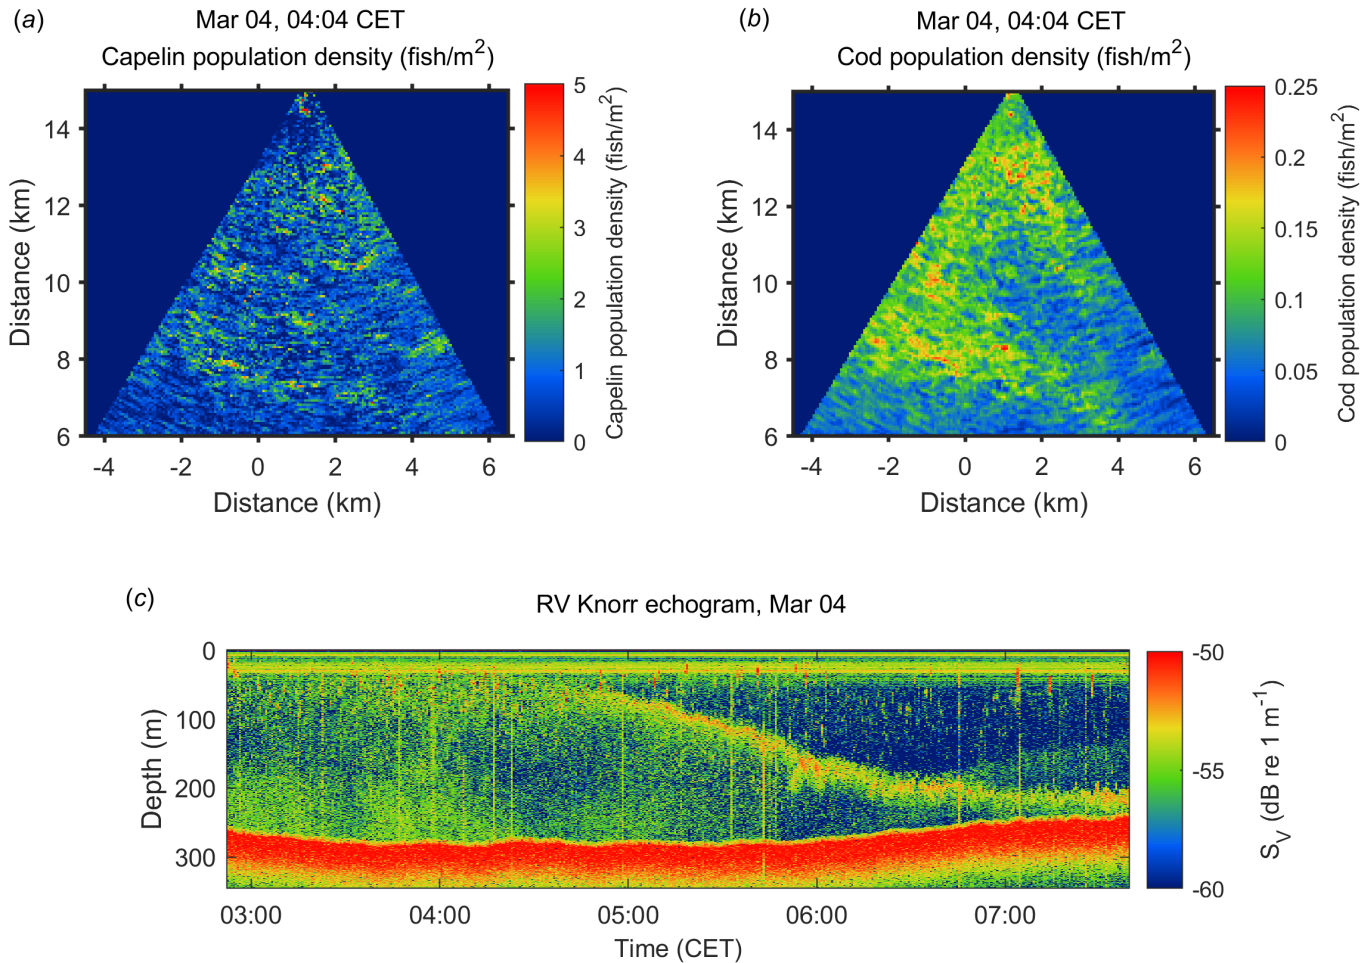 (a)
Mar 04, 04:04 CET
Capelin population density (fish/m2)
14
12
10
8
6
Distance (km)
-4
-2
0
2
4
6
Distance (km)
5
4
3
2
1
0
Capelin population density (fish/m2)
(b)
Mar 04, 04:04 CET
Cod population density (fish/m2)
14
12
10
8
6
Distance (km)
-4
-2
0
2
4
6
Distance (km)
0.25
0.2
0.15
0.1
0.05
0
Cod population density (fish/m2)
(c)
RV Knorr echogram, Mar 04
0
100
200
300
Depth (m)
03:00
04:00
05:00
06:00
07:00
Time (CET)
-50
-55
-60
SV (dB re 1 m-1)